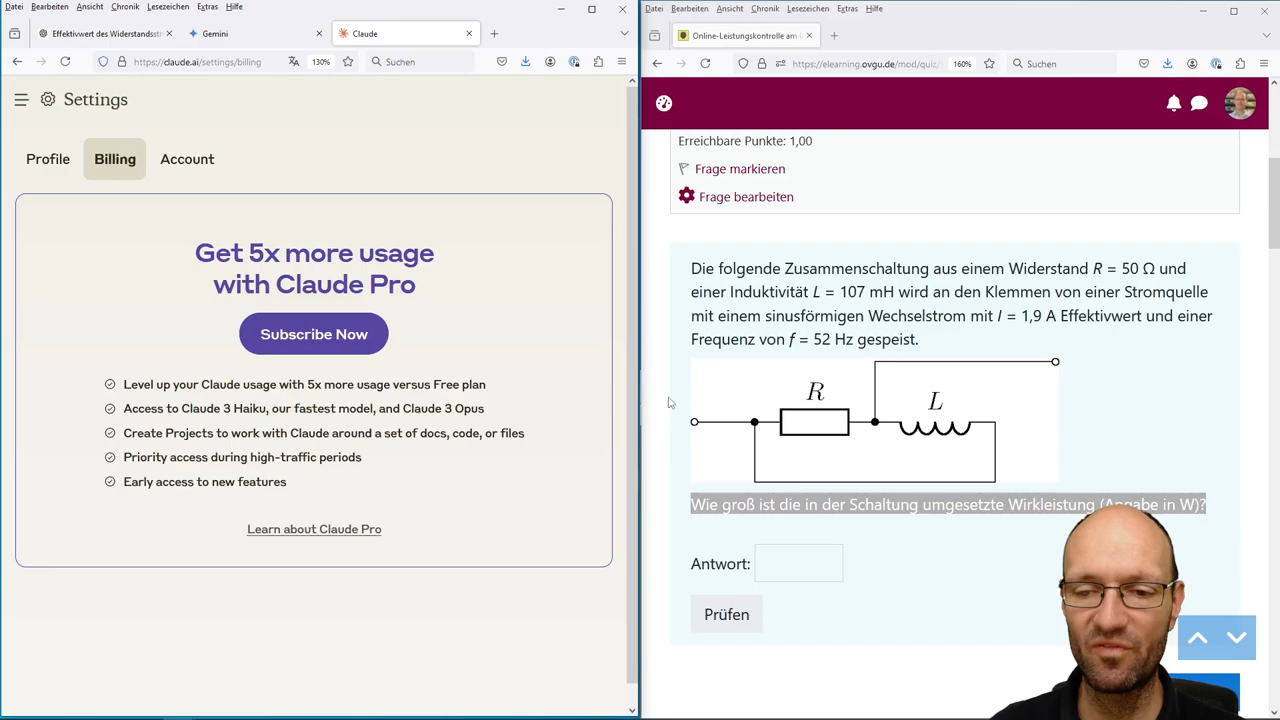 Datei Bearbeiten Ansicht Chronik Lesezeichen Extras Hilfe
Effektivwert des Widerstandsstr
Gemini
Claude
https://claude.ai/settings/billing
130%
Suchen
Settings
Profile
Billing
Account
Get 5x more usage
with Claude Pro
Subscribe Now
Level up your Claude usage with 5x more usage versus Free plan
Access to Claude 3 Haiku, our fastest model, and Claude 3 Opus
Create Projects to work with Claude around a set of docs, code, or files
Priority access during high-traffic periods
Early access to new features
Learn about Claude Pro
Datei Bearbeiten Ansicht Chronik Lesezeichen Extras Hilfe
Online-Leistungskontrolle am
https://elearning.ovgu.de/mod/quiz/
160%
Suchen
Erreichbare Punkte: 1,00
Frage markieren
Frage bearbeiten
Die folgende Zusammenschaltung aus einem Widerstand R = 50 Ω und
einer Induktivität L = 107 mH wird an den Klemmen von einer Stromquelle
mit einem sinusförmigen Wechselstrom mit I = 1,9 A Effektivwert und einer
Frequenz von f = 52 Hz gespeist.
R
L
Wie groß ist die in der Schaltung umgesetzte Wirkleistung (Angabe in W)?
Antwort:
Prüfen